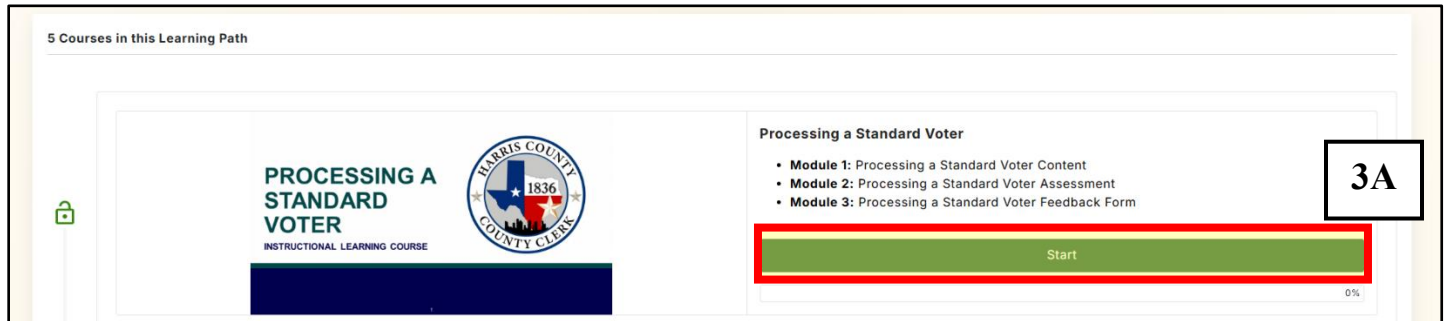 5 Courses in this Learning Path
PROCESSING A
STANDARD
VOTER
INSTRUCTIONAL LEARNING COURSE
HARRIS COUNTY
1836
COUNTY CLERK
Processing a Standard Voter
• Module 1: Processing a Standard Voter Content
• Module 2: Processing a Standard Voter Assessment
• Module 3: Processing a Standard Voter Feedback Form
3A
Start
0%